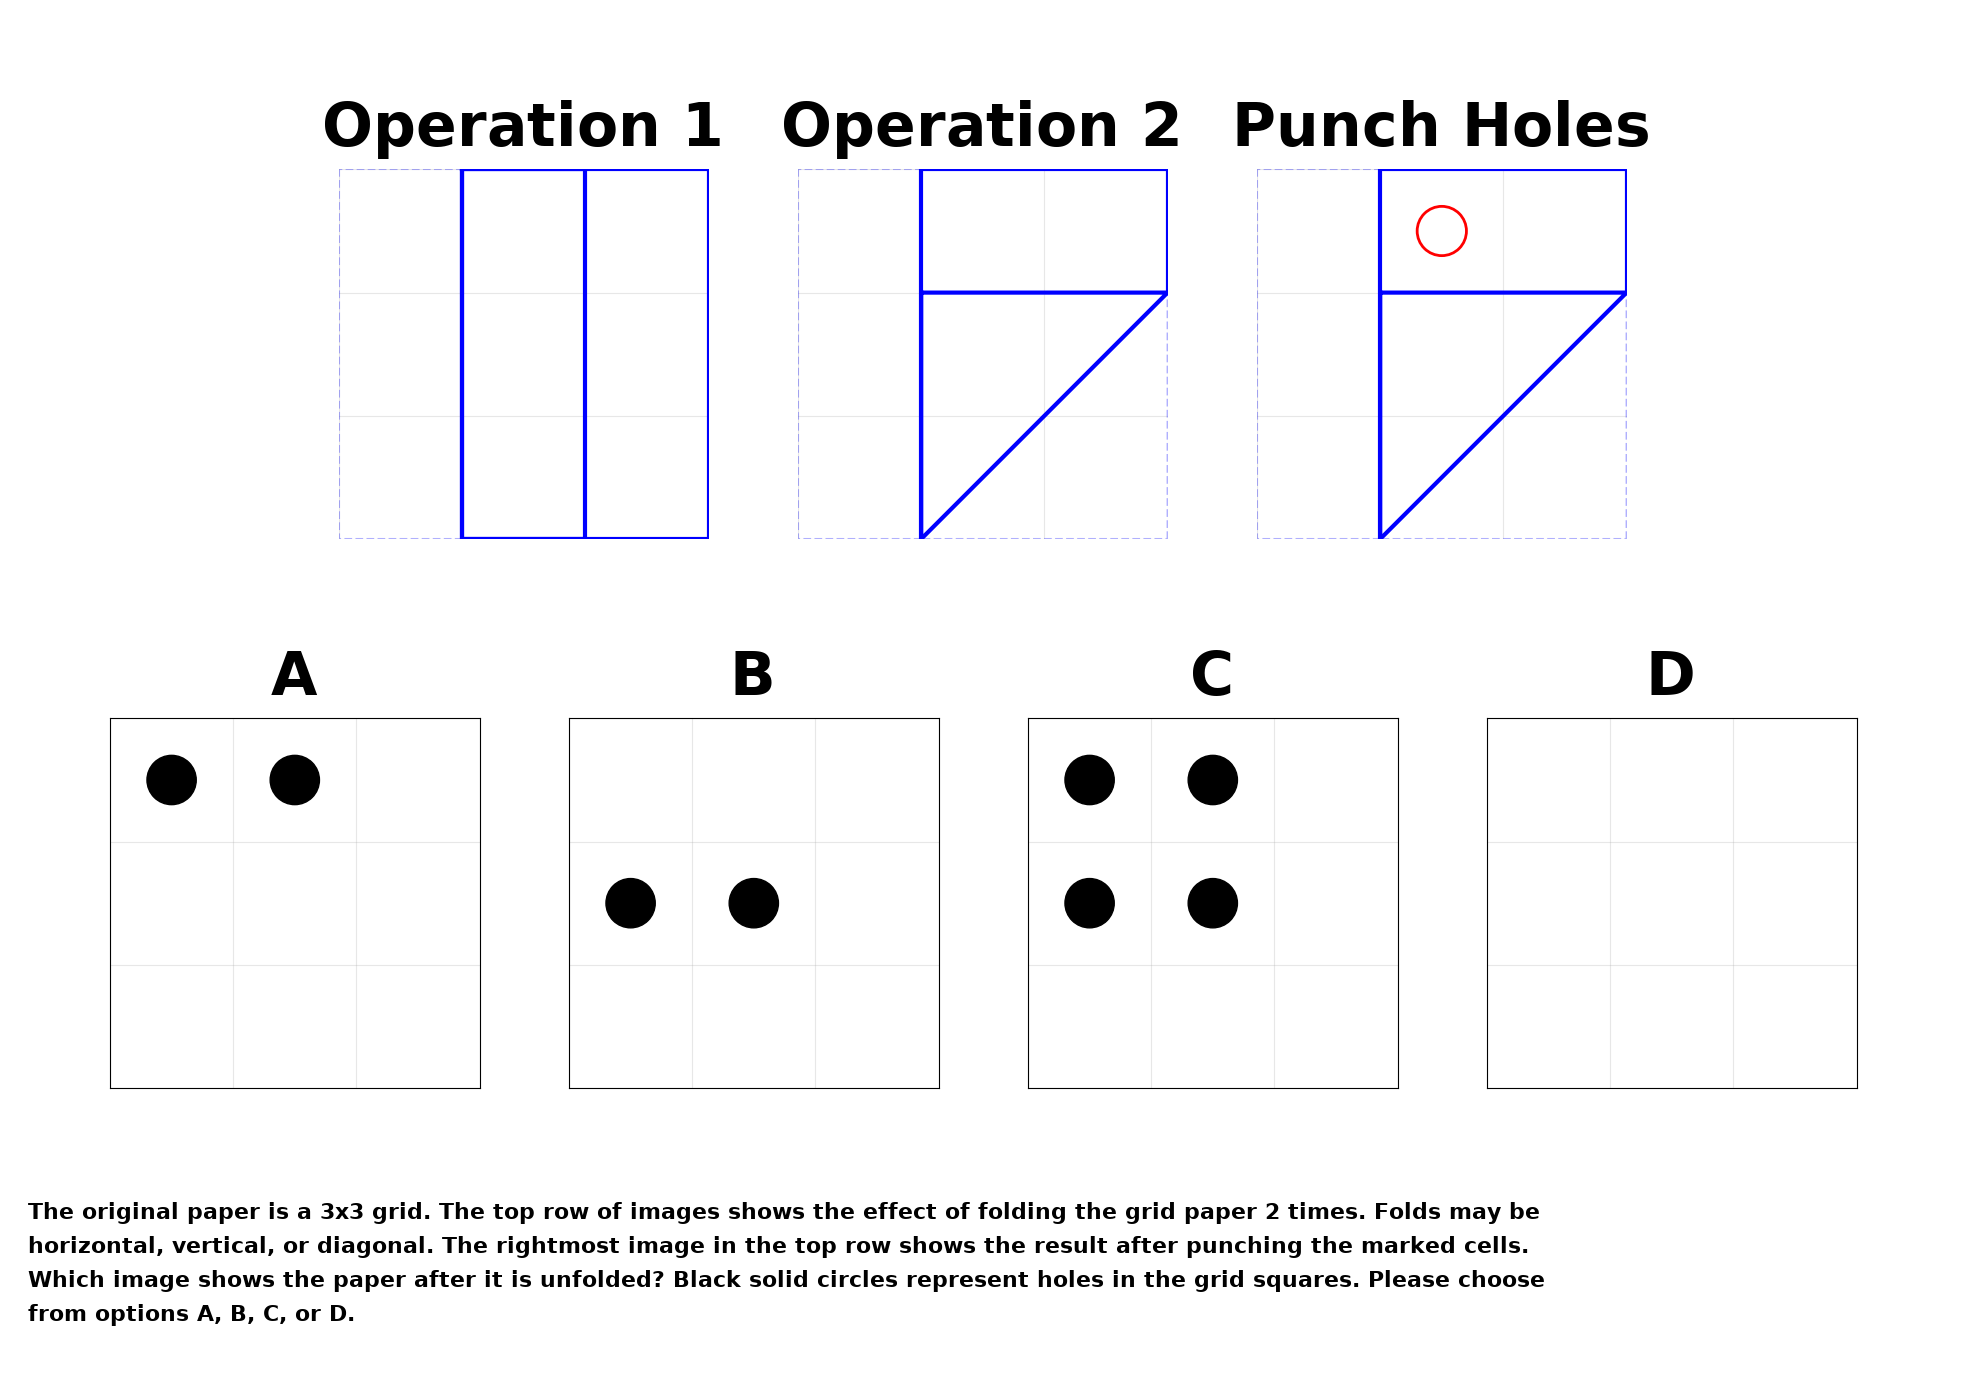 Operation 1 Operation 2 Punch Holes
A B C D
The original paper is a 3x3 grid. The top row of images shows the effect of folding the grid paper 2 times. Folds may be
horizontal, vertical, or diagonal. The rightmost image in the top row shows the result after punching the marked cells.
Which image shows the paper after it is unfolded? Black solid circles represent holes in the grid squares. Please choose
from options A, B, C, or D.